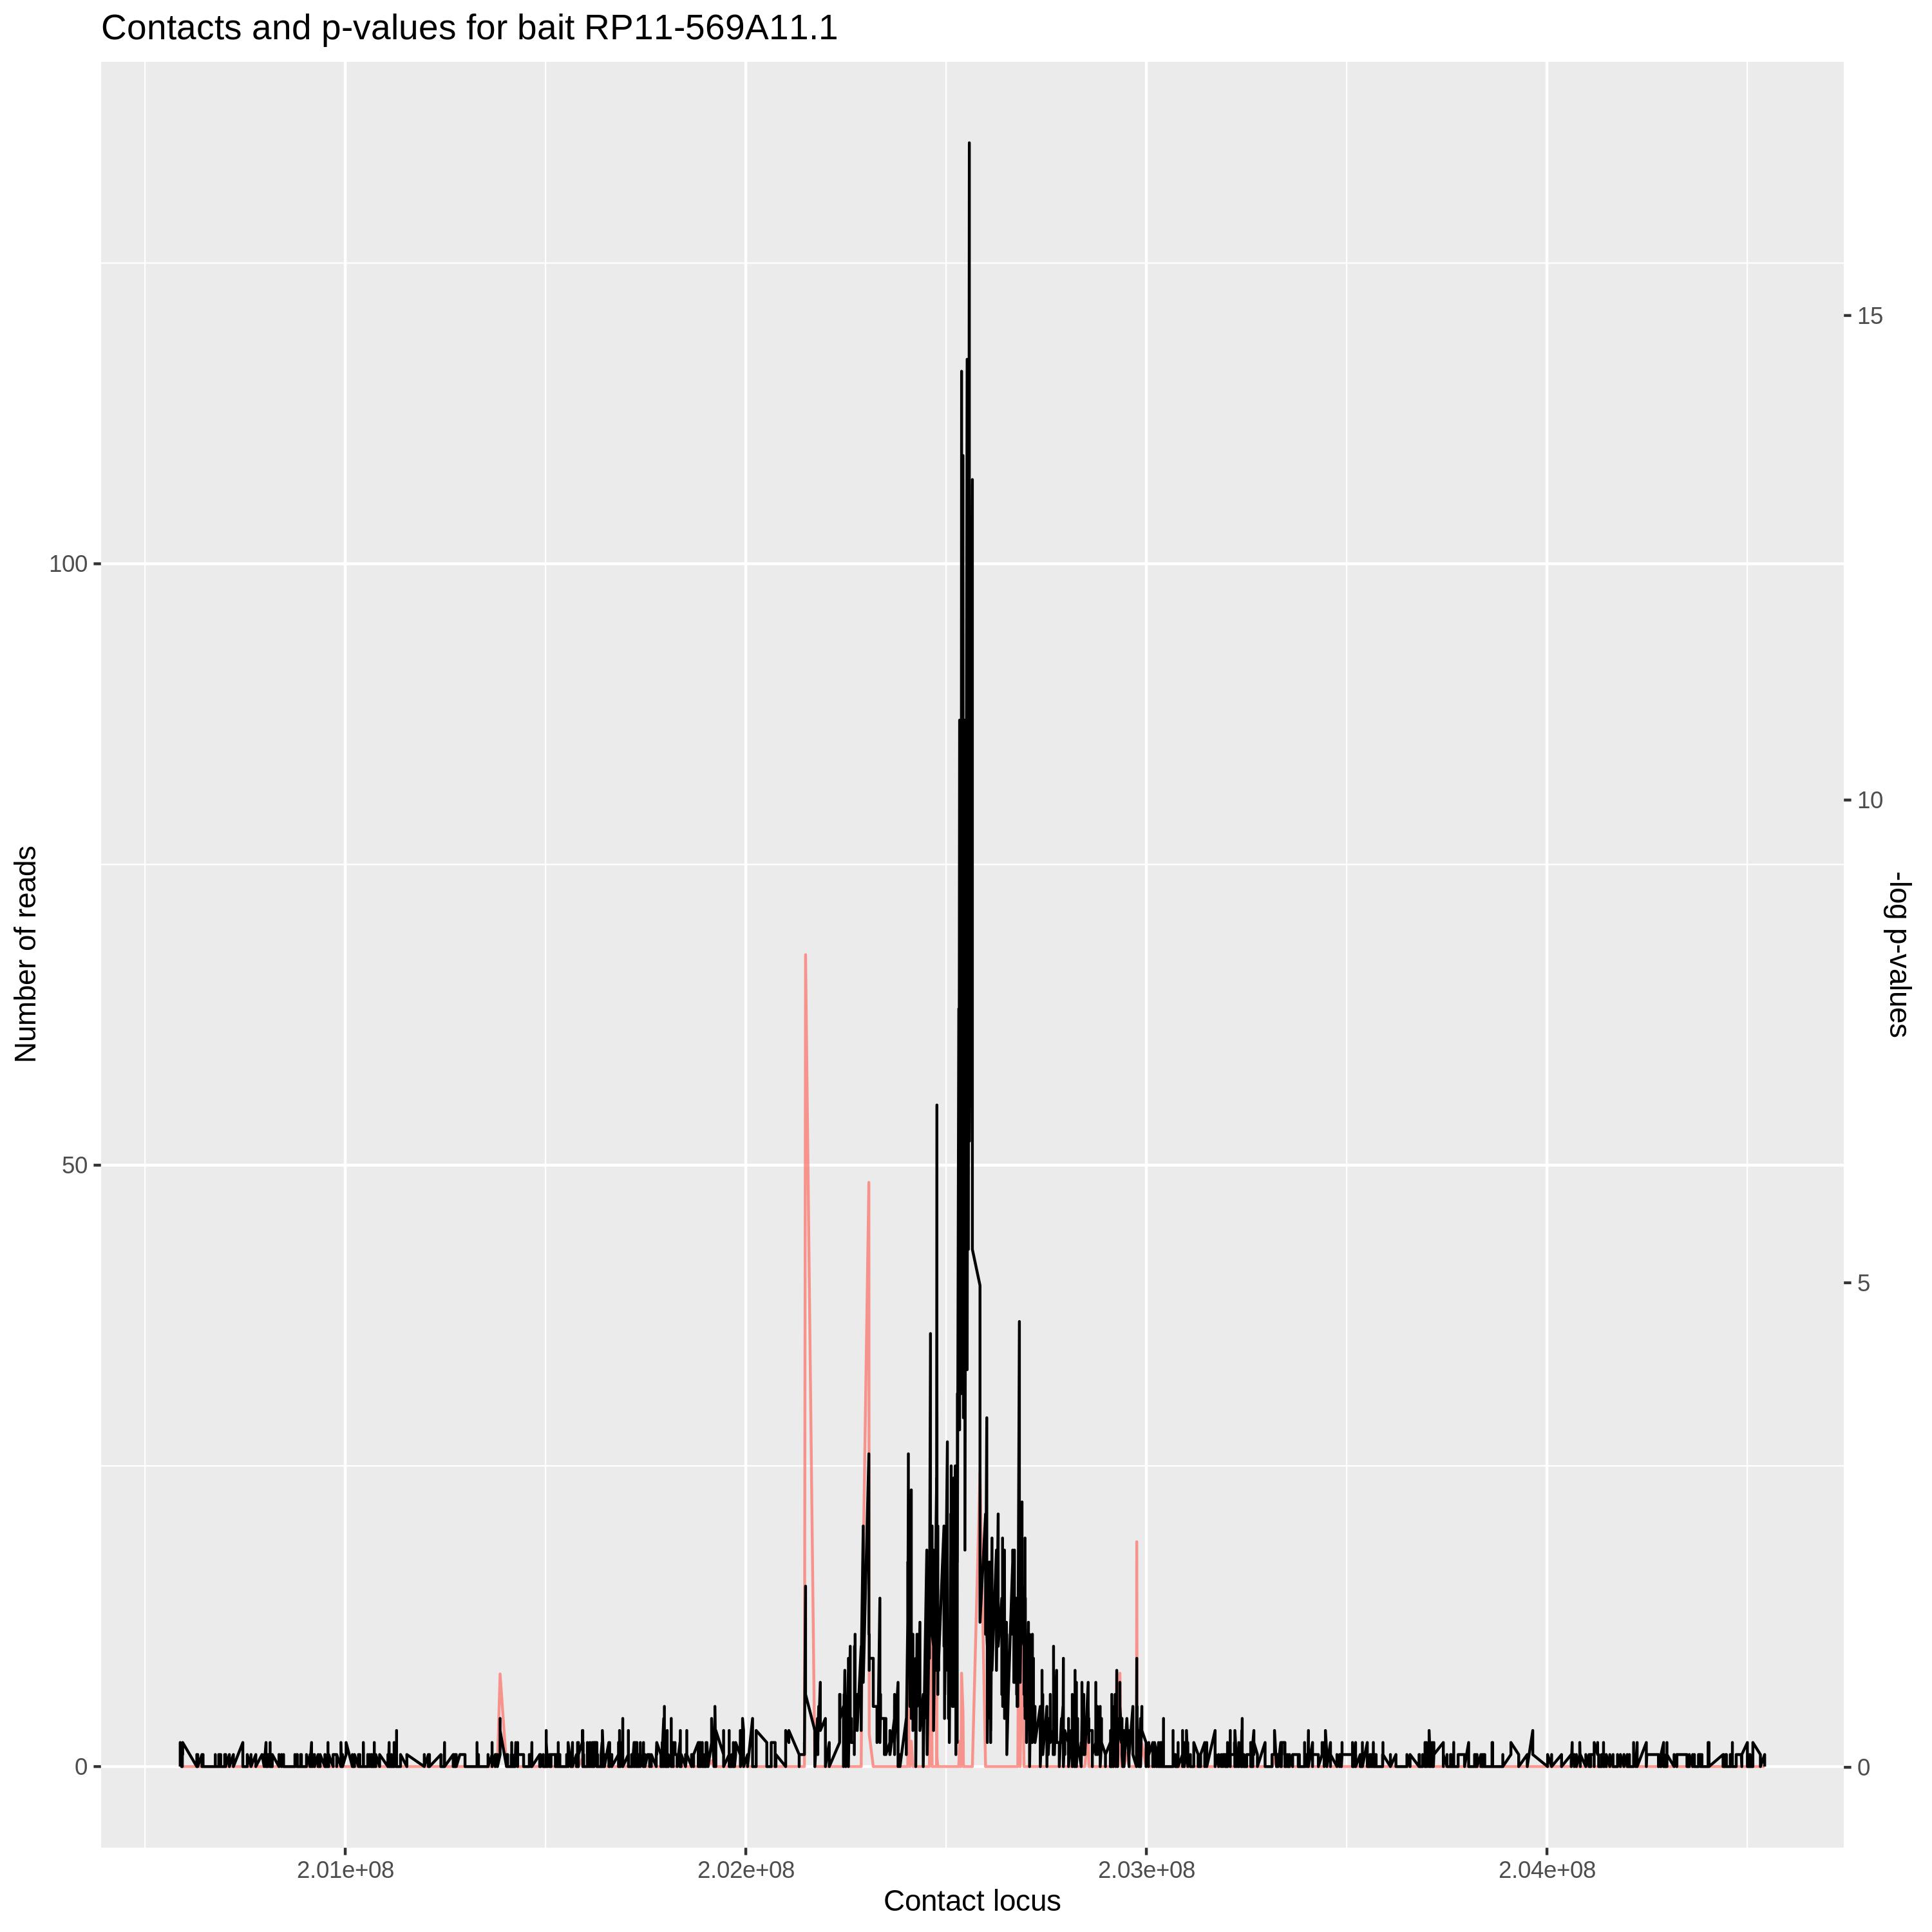 Contacts and p-values for bait RP11-569A11.1
Number of reads
100
50
0
15
10
5
0
-log p-values
2.01e+08
2.02e+08
2.03e+08
2.04e+08
Contact locus